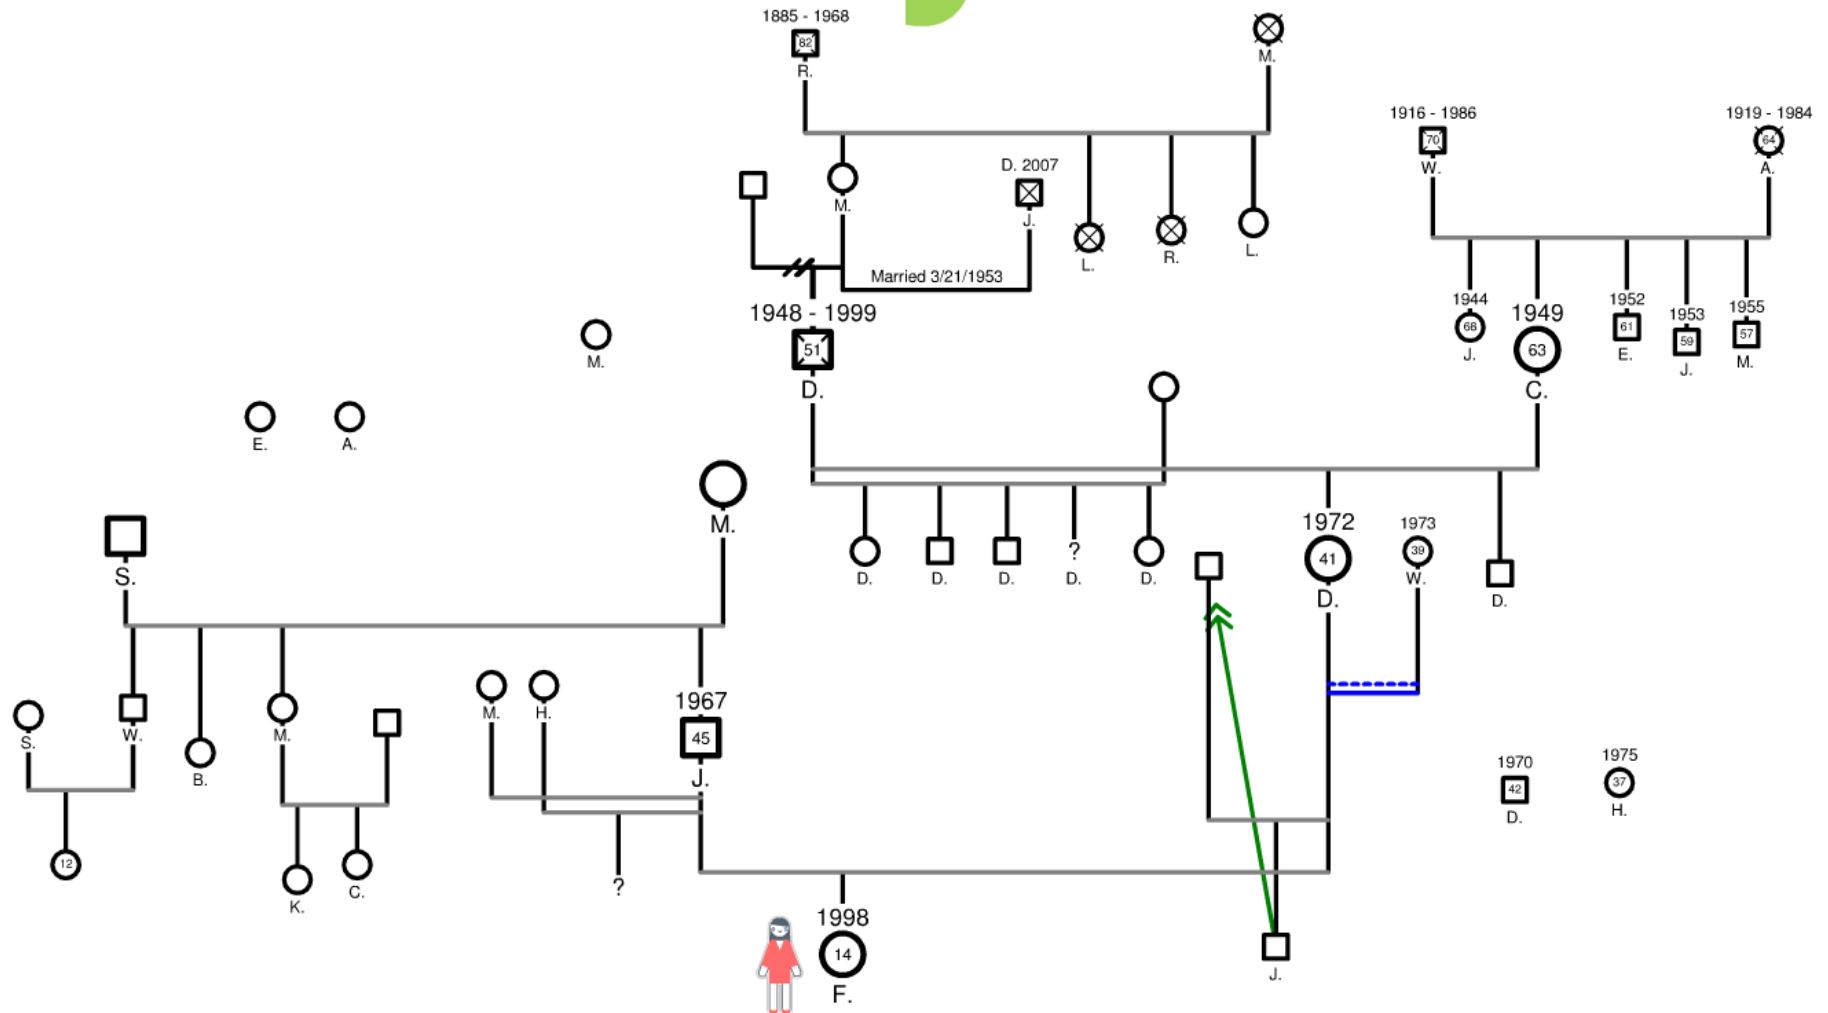 1885 - 1968
82
R.
M.
1916 - 1986
70
W.
1919 - 1984
64
A.
M.
D. 2007
J.
L.
R.
L.
Married 3/21/1953
1948 - 1999
51
D.
1944
66
J.
1949
63
C.
1952
61
E.
1953
59
J.
1955
57
M.
M.
E.
A.
M.
S.
D.
D.
D.
?
D.
D.
1972
41
D.
1973
39
W.
D.
S.
W.
B.
M.
M.
H.
1967
45
J.
1970
42
D.
1975
37
H.
12
K.
C.
?
1998
14
F.
J.